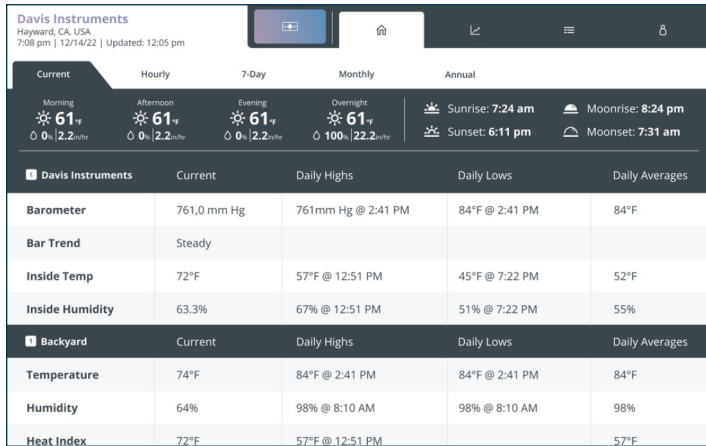 Davis Instruments
Hayward, CA, USA
7:08 pm | 12/14/22 | Updated: 12:05 pm
Current Hourly 7-Day Monthly Annual
Morning Afternoon Evening Overnight
61°F 61°F 61°F 61°F Sunrise: 7:24 am Moonrise: 8:24 pm
0% | 2.2in/hr 0% | 2.2in/hr 0% | 2.2in/hr 100% | 22.2in/hr Sunset: 6:11 pm Moonset: 7:31 am
Davis Instruments Current Daily Highs Daily Lows Daily Averages
Barometer 761,0 mm Hg 761mm Hg @ 2:41 PM 84°F @ 2:41 PM 84°F
Bar Trend Steady
Inside Temp 72°F 57°F @ 12:51 PM 45°F @ 7:22 PM 52°F
Inside Humidity 63.3% 67% @ 12:51 PM 51% @ 7:22 PM 55%
1 Backyard Current Daily Highs Daily Lows Daily Averages
Temperature 74°F 84°F @ 2:41 PM 84°F @ 2:41 PM 84°F
Humidity 64% 98% @ 8:10 AM 98% @ 8:10 AM 98%
Heat Index 72°F 57°F @ 12:51 PM 57°F